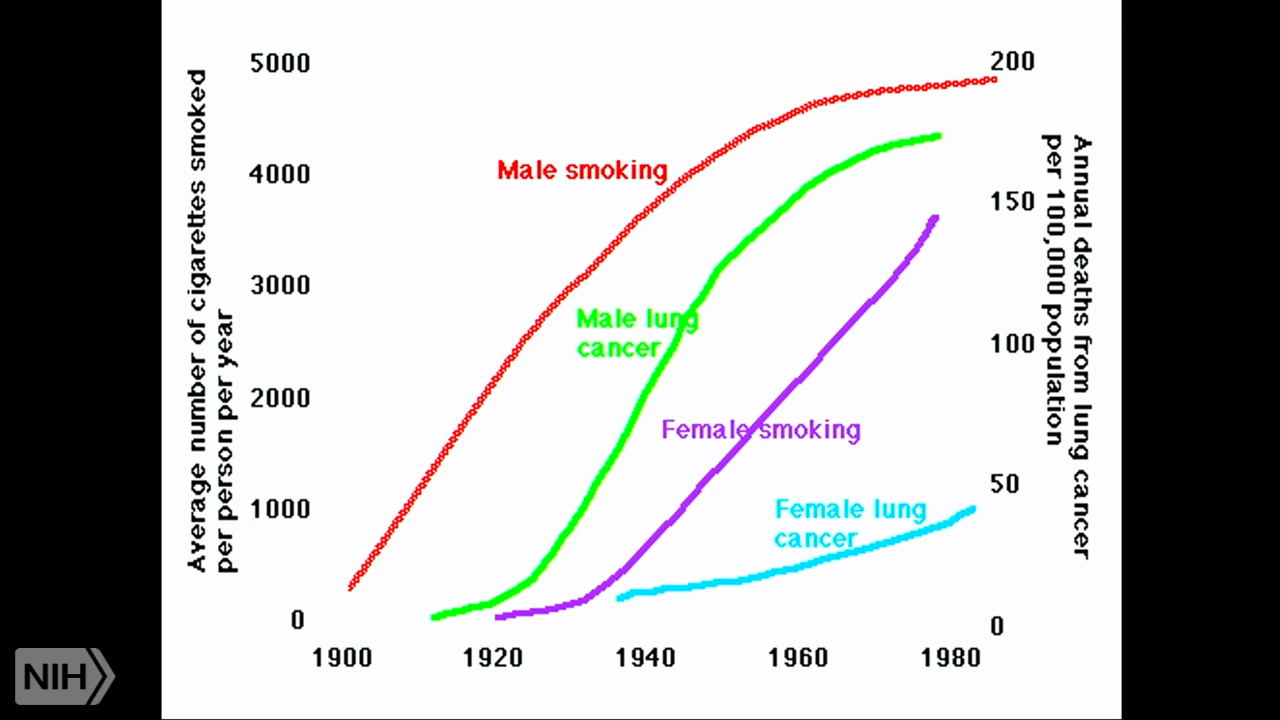 Average number of cigarettes smoked
per person per year
5000
4000
3000
2000
1000
0
Male smoking
Male lung
cancer
Female smoking
Female lung
cancer
200
150
100
50
0
Annual deaths from lung cancer
per 100,000 population
1900 1920 1940 1960 1980
NIH